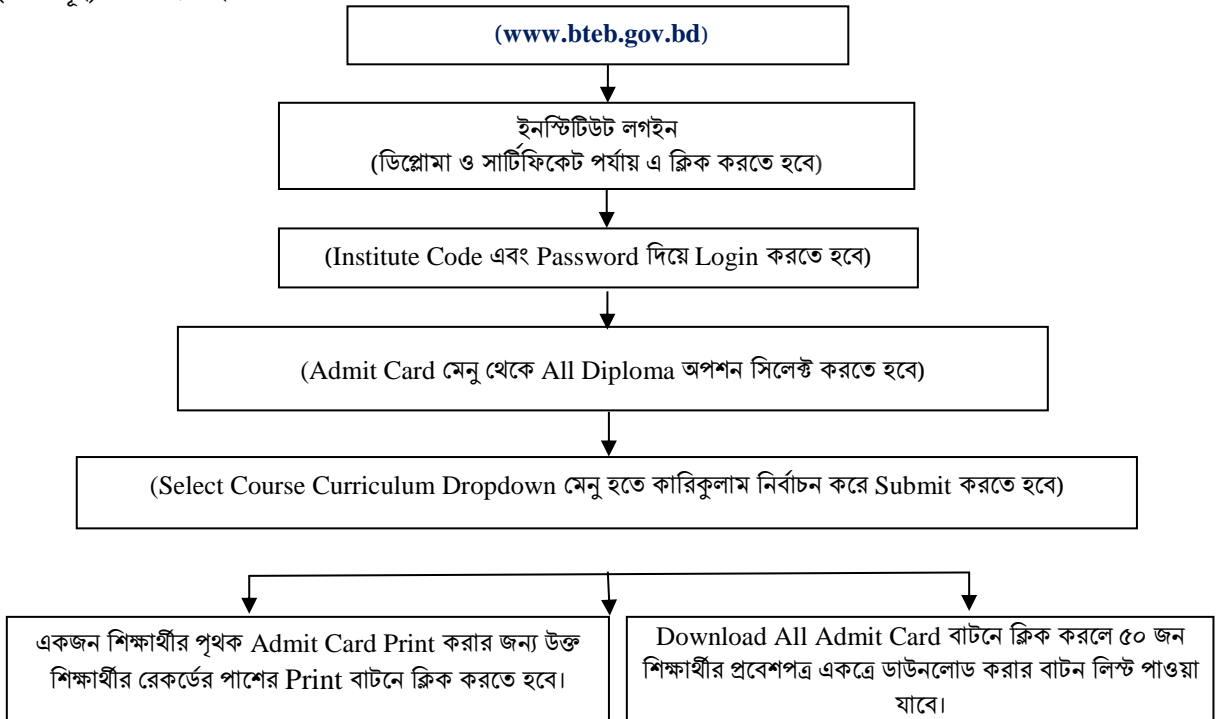 (www.bteb.gov.bd)
ইনস্টিটিউট লগইন
(ডিপ্লোমা ও সার্টিফিকেট পর্যায় এ ক্লিক করতে হবে)
(Institute Code এবং Password দিয়ে Login করতে হবে)
(Admit Card মেনু থেকে All Diploma অপশন সিলেক্ট করতে হবে)
(Select Course Curriculum Dropdown মেনু হতে কারিকুলাম নির্বাচন করে Submit করতে হবে)
একজন শিক্ষার্থীর পৃথক Admit Card Print করার জন্য উক্ত
শিক্ষার্থীর রেকর্ডের পাশের Print বাটনে ক্লিক করতে হবে।
Download All Admit Card বাটনে ক্লিক করলে ৫০ জন
শিক্ষার্থীর প্রবেশপত্র একত্রে ডাউনলোড করার বাটন লিস্ট পাওয়া
যাবে।